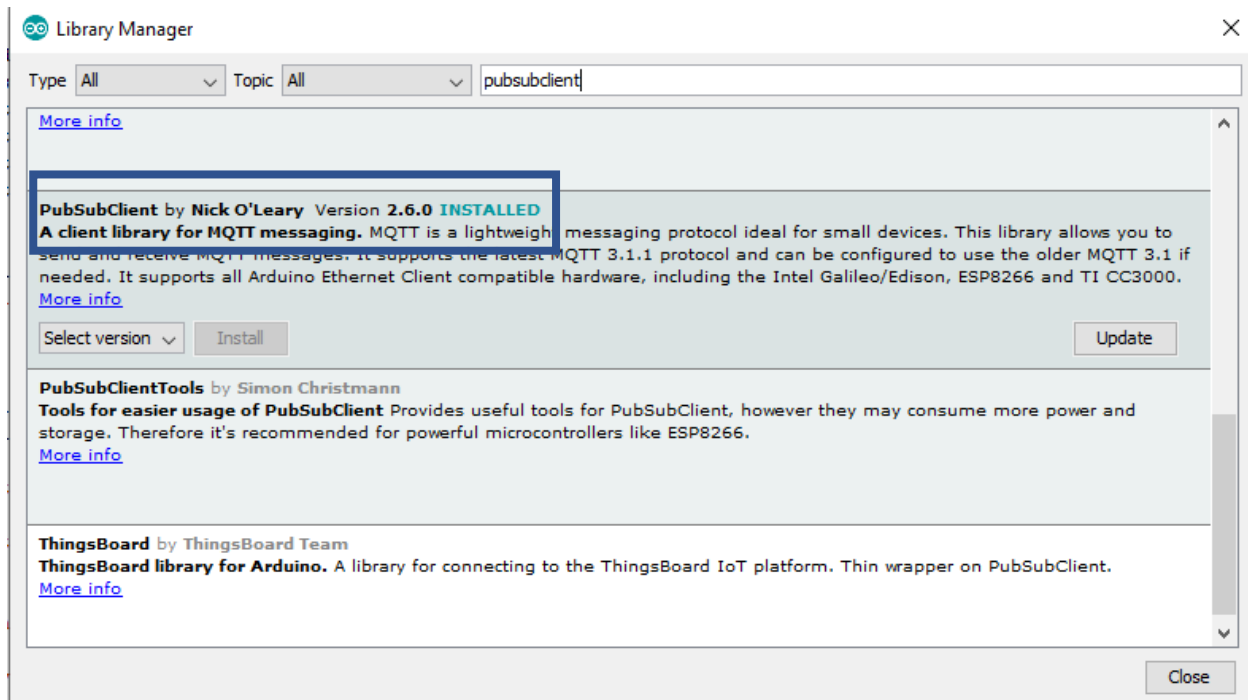 Library Manager
Type All Topic All pubsubclient
More info
PubSubClient by Nick O'Leary Version 2.6.0 INSTALLED
A client library for MQTT messaging. MQTT is a lightweight messaging protocol ideal for small devices. This library allows you to
send and receive MQTT messages. It supports the latest MQTT 3.1.1 protocol and can be configured to use the older MQTT 3.1 if
needed. It supports all Arduino Ethernet Client compatible hardware, including the Intel Galileo/Edison, ESP8266 and TI CC3000.
More info
Select version Install Update
PubSubClientTools by Simon Christmann
Tools for easier usage of PubSubClient Provides useful tools for PubSubClient, however they may consume more power and
storage. Therefore it's recommended for powerful microcontrollers like ESP8266.
More info
ThingsBoard by ThingsBoard Team
ThingsBoard library for Arduino. A library for connecting to the ThingsBoard IoT platform. Thin wrapper on PubSubClient.
More info
Close